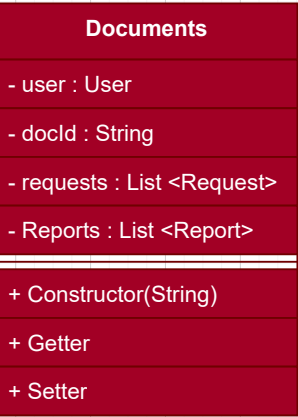 Documents
- user : User
- docId : String
- requests : List <Request>
- Reports : List <Report>
+ Constructor(String)
+ Getter
+ Setter